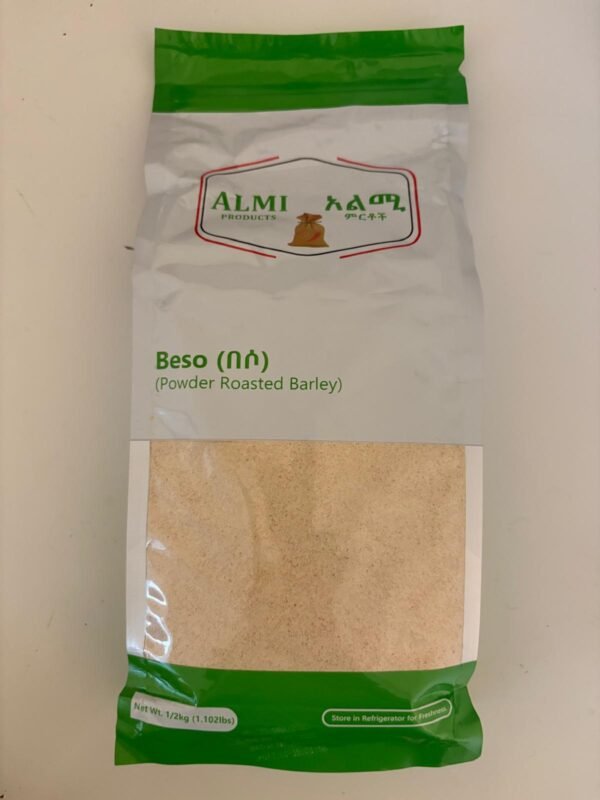 ALMI አልሚ
PRODUCTS ምርቶች
Beso (በሶ)
(Powder Roasted Barley)
Net Wt. 1/2kg (1.102lbs)
Store in Refrigerator for Freshness